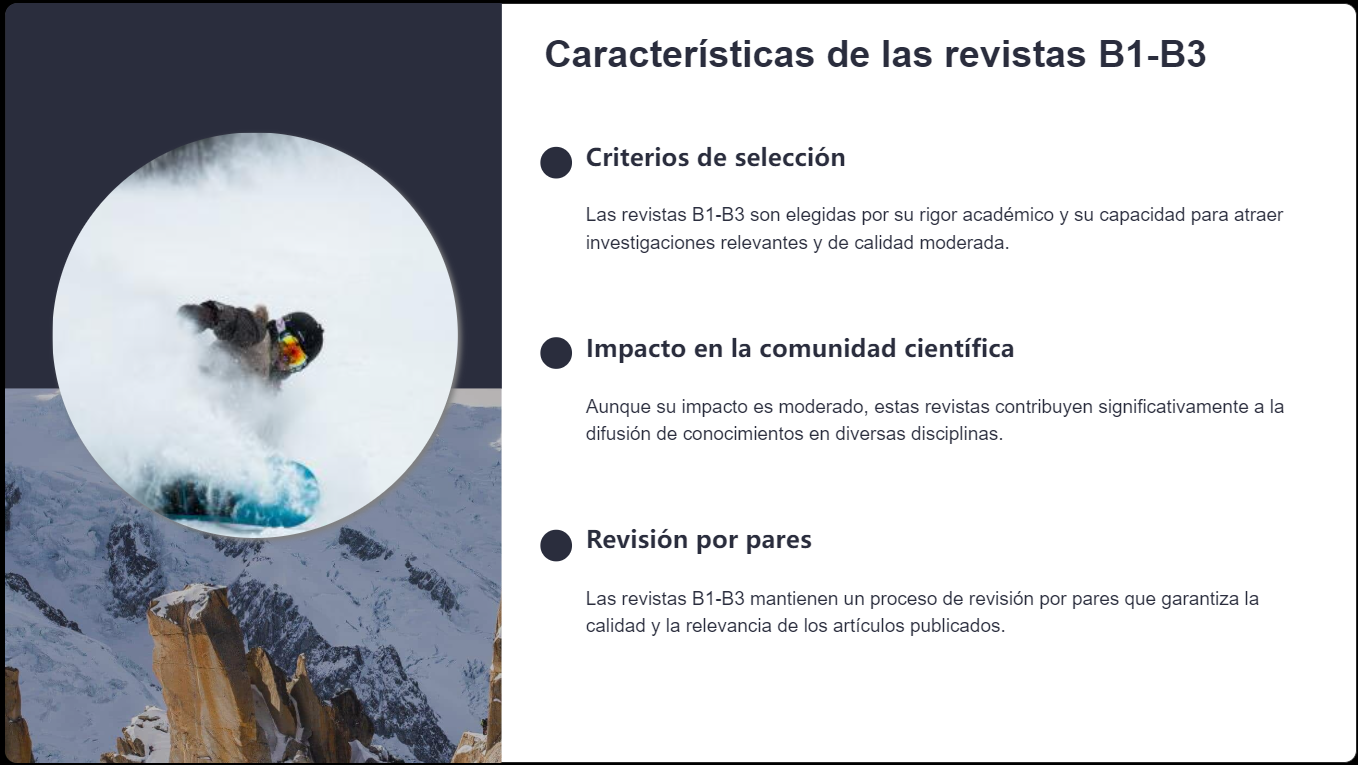 Características de las revistas B1-B3
Criterios de selección
Las revistas B1-B3 son elegidas por su rigor académico y su capacidad para atraer
investigaciones relevantes y de calidad moderada.
Impacto en la comunidad científica
Aunque su impacto es moderado, estas revistas contribuyen significativamente a la
difusión de conocimientos en diversas disciplinas.
Revisión por pares
Las revistas B1-B3 mantienen un proceso de revisión por pares que garantiza la
calidad y la relevancia de los artículos publicados.